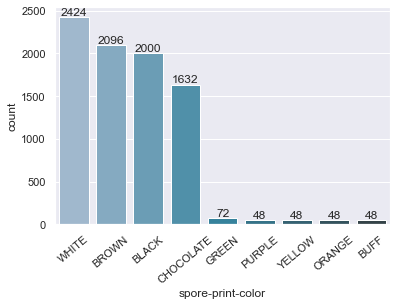 2500
2000
1500
1000
500
0
count
2424
2096
2000
1632
72
48
48
48
48
WHITE
BROWN
BLACK
CHOCOLATE
GREEN
PURPLE
YELLOW
ORANGE
BUFF
spore-print-color